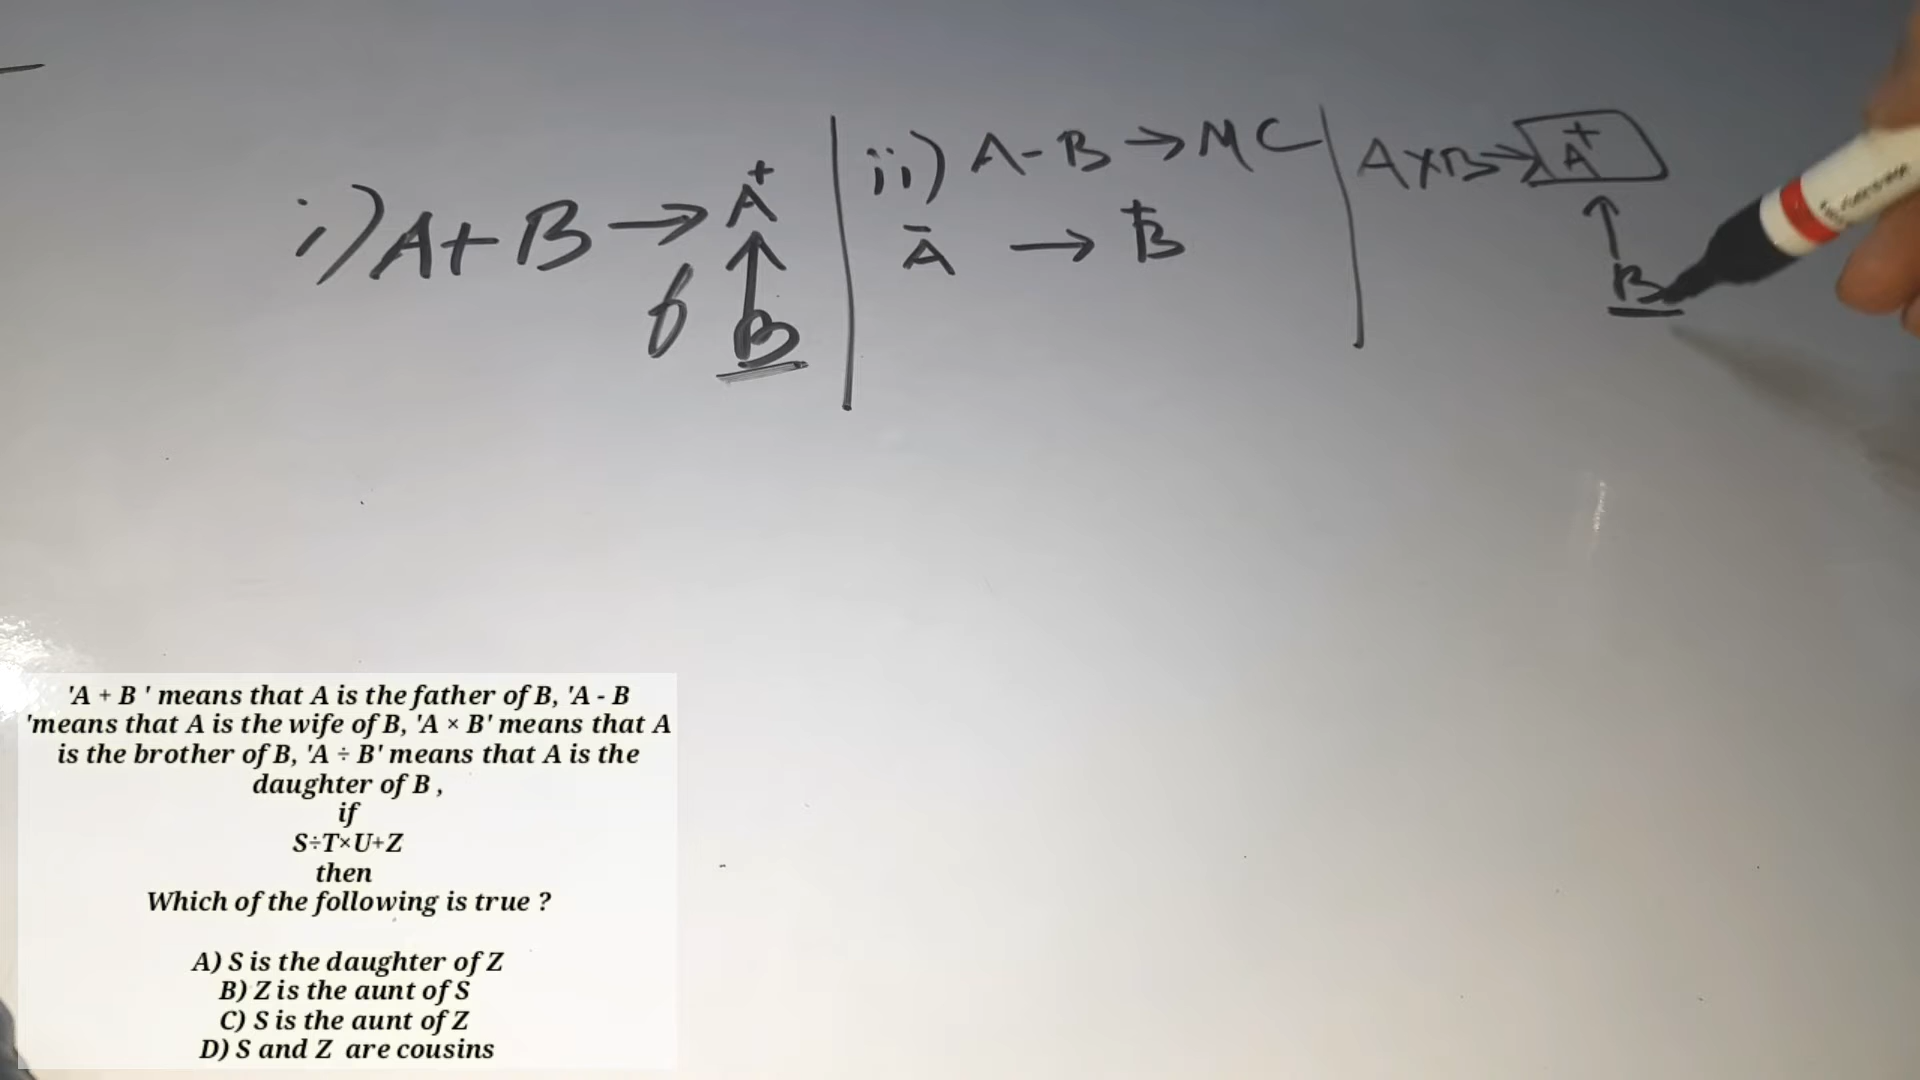 i) A+B → A+
6 B
ii) A-B → MC
A- → B+
A×B → A+
B
'A + B ' means that A is the father of B, 'A - B
'means that A is the wife of B, 'A × B' means that A
is the brother of B, 'A ÷ B' means that A is the
daughter of B ,
if
S÷T×U+Z
then
Which of the following is true ?
A) S is the daughter of Z
B) Z is the aunt of S
C) S is the aunt of Z
D) S and Z are cousins